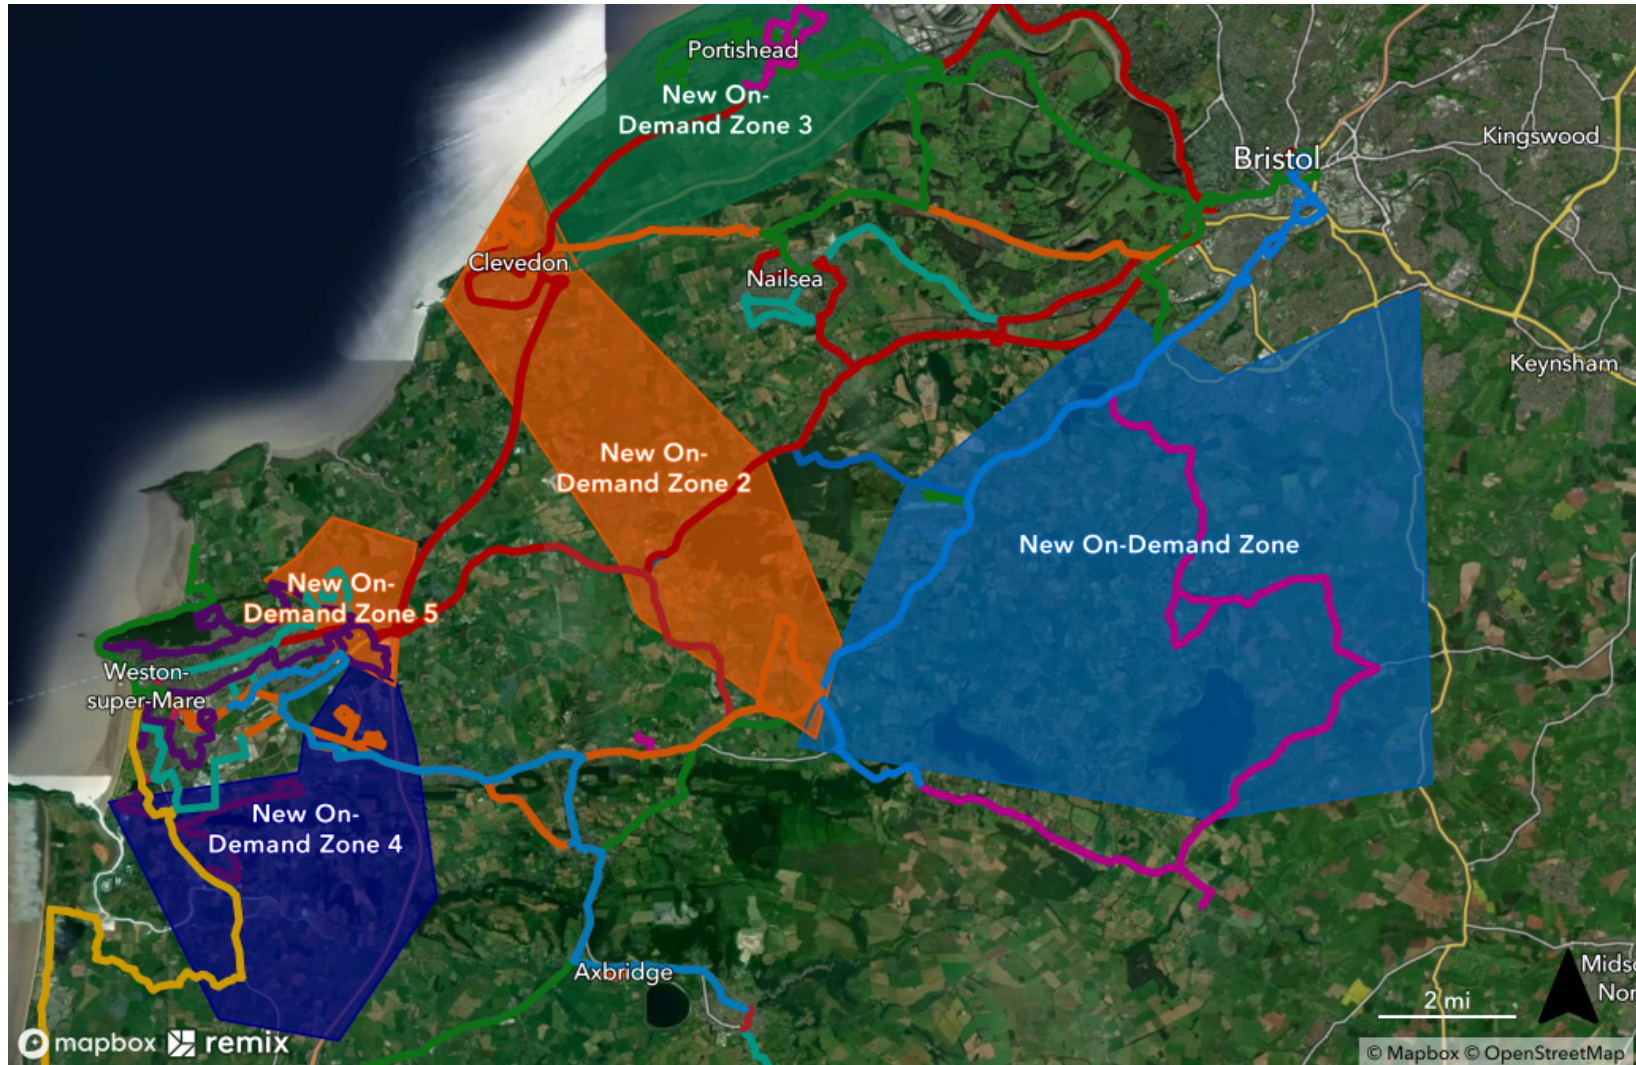 Portishead
New On-
Demand Zone 3
Kingswood
Bristol
Clevedon
Nailsea
Keynsham
New On-
Demand Zone 2
New On-Demand Zone
New On-
Demand Zone 5
Weston-
super-Mare
New On-
Demand Zone 4
Axbridge
Midso
Nor
2 mi
mapbox remix
© Mapbox © OpenStreetMap